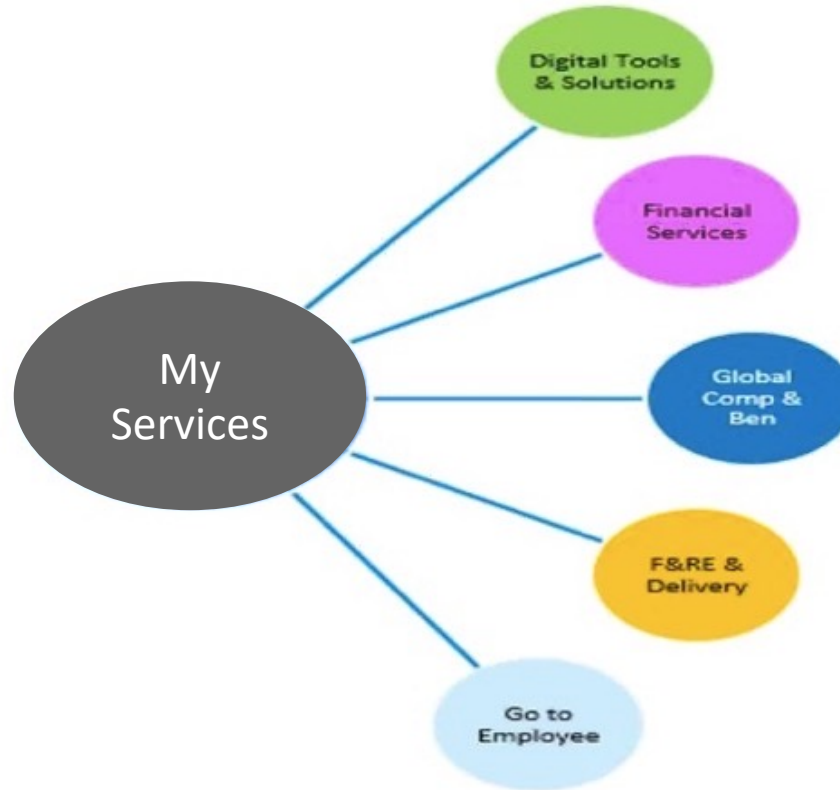 Digital Tools
& Solutions
Financial
Services
My
Services
Global
Comp &
Ben
F&RE &
Delivery
Go to
Employee